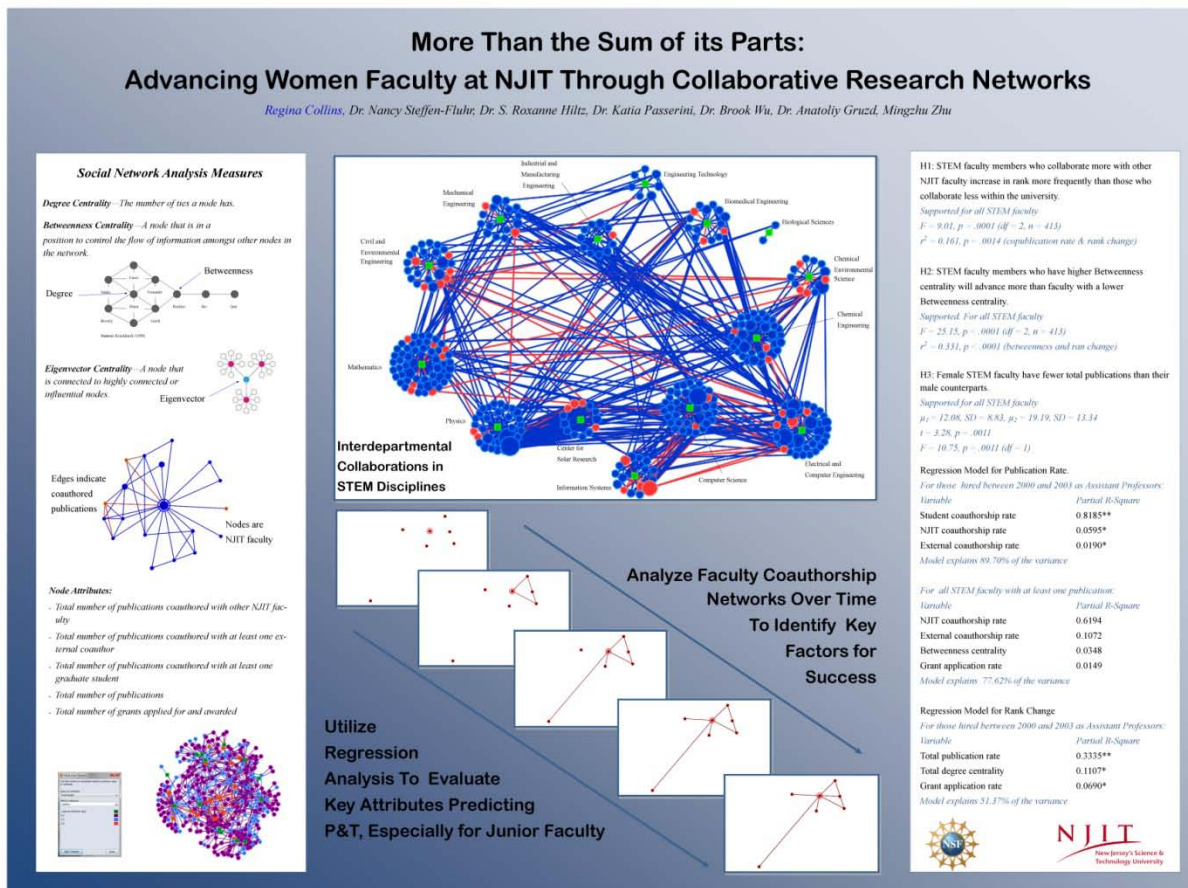 More Than the Sum of its Parts:
Advancing Women Faculty at NJIT Through Collaborative Research Networks
Regina Collins, Dr. Nancy Steffen-Fluhr, Dr. S. Roxanne Hiltz, Dr. Katia Passerini, Dr. Brook Wu, Dr. Anatoliy Gruzd, Mingzhu Zhu
Social Network Analysis Measures
Degree Centrality—The number of ties a node has.
Betweenness Centrality—A node that is in a
position to control the flow of information amongst other nodes in
the network.
Betweenness
Degree
Eigenvector Centrality—A node that
is connected to highly connected or
influential nodes.
Eigenvector
Edges indicate
coauthored
publications
Nodes are
NJIT faculty
Node Attributes:
- Total number of publications coauthored with other NJIT fac-
ulty
- Total number of publications coauthored with at least one ex-
ternal coauthor
- Total number of publications coauthored with at least one
graduate student
- Total number of publications
- Total number of grants applied for and awarded
Industrial and
Manufacturing
Engineering
Engineering Technology
Mechanical
Engineering
Biomedical Engineering
Biological Sciences
Civil and
Environmental
Engineering
Chemical
Environmental
Science
Chemical
Engineering
Mathematics
Physics
Center for
Solar Research
Information Systems
Computer Science
Electrical and
Computer Engineering
Interdepartmental
Collaborations in
STEM Disciplines
Analyze Faculty Coauthorship
Networks Over Time
To Identify Key
Factors for
Success
Utilize
Regression
Analysis To Evaluate
Key Attributes Predicting
P&T, Especially for Junior Faculty
H1: STEM faculty members who collaborate more with other
NJIT faculty increase in rank more frequently than those who
collaborate less within the university.
Supported for all STEM faculty
F = 9.01, p = .0001 (df = 2, n = 413)
r² = 0.161, p = .0014 (copublication rate & rank change)
H2: STEM faculty members who have higher Betweenness
centrality will advance more than faculty with a lower
Betweenness centrality.
Supported. For all STEM faculty
F = 25.15, p = .0001 (df = 2, n = 413)
r² = 0.331, p < .0001 (betweenness and ran change)
H3: Female STEM faculty have fewer total publications than their
male counterparts.
Supported for all STEM faculty
µ₁ = 12.08, SD = 8.83, µ₂ = 19.19, SD = 13.34
t = 3.28, p = .0011
F = 10.75, p = .0011 (df = 1)
Regression Model for Publication Rate.
For those hired between 2000 and 2003 as Assistant Professors:
Variable Partial R-Square
Student coauthorship rate 0.8185**
NJIT coauthorship rate 0.0595*
External coauthorship rate 0.0190*
Model explains 89.70% of the variance
For all STEM faculty with at least one publication:
Variable Partial R-Square
NJIT coauthorship rate 0.6194
External coauthorship rate 0.1072
Betweenness centrality 0.0348
Grant application rate 0.0149
Model explains 77.62% of the variance
Regression Model for Rank Change
For those hired bertween 2000 and 2003 as Assistant Professors:
Variable Partial R-Square
Total publication rate 0.3335**
Total degree centrality 0.1107*
Grant application rate 0.0690*
Model explains 51.37% of the variance
NSF
NJIT
New Jersey's Science &
Technology University